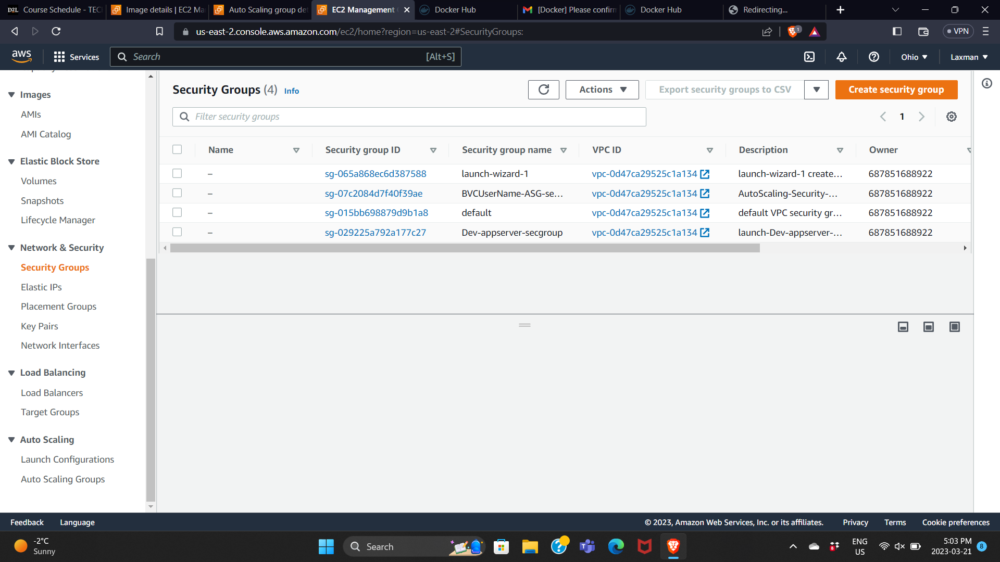 D2L Course Schedule - TEC
Image details | EC2 Ma
Auto Scaling group det
EC2 Management
Docker Hub
[Docker] Please confirm
Docker Hub
Redirecting...
us-east-2.console.aws.amazon.com/ec2/home?region=us-east-2#SecurityGroups:
1
VPN
aws
Services
Search
[Alt+S]
Ohio
Laxman
Images
AMIs
AMI Catalog
Elastic Block Store
Volumes
Snapshots
Lifecycle Manager
Network & Security
Security Groups
Elastic IPs
Placement Groups
Key Pairs
Network Interfaces
Load Balancing
Load Balancers
Target Groups
Auto Scaling
Launch Configurations
Auto Scaling Groups
Security Groups (4) Info
Actions
Export security groups to CSV
Create security group
Filter security groups
1
Name Security group ID Security group name VPC ID Description Owner
– sg-065a868ec6d387588 launch-wizard-1 vpc-0d47ca29525c1a134 launch-wizard-1 create... 687851688922
– sg-07c2084d7f40f39ae BVCUserName-ASG-se... vpc-0d47ca29525c1a134 AutoScaling-Security-... 687851688922
– sg-015bb698879d9b1a8 default vpc-0d47ca29525c1a134 default VPC security gr... 687851688922
– sg-029225a792a177c27 Dev-appserver-secgroup vpc-0d47ca29525c1a134 launch-Dev-appserver-... 687851688922
Feedback Language
© 2023, Amazon Web Services, Inc. or its affiliates. Privacy Terms Cookie preferences
-2°C
Sunny
Search
ENG
US
5:03 PM
2023-03-21
8